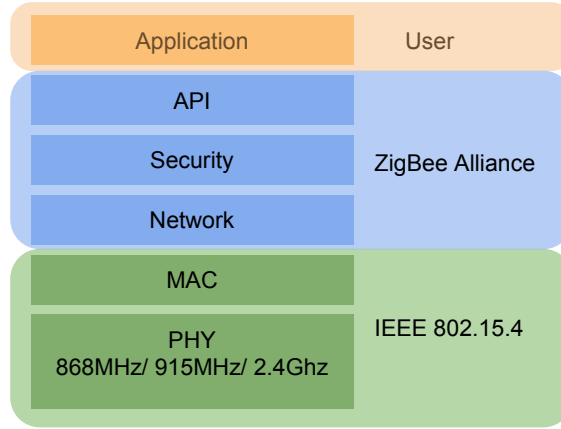 Application
User
API
Security
ZigBee Alliance
Network
MAC
IEEE 802.15.4
PHY
868MHz/ 915MHz/ 2.4Ghz